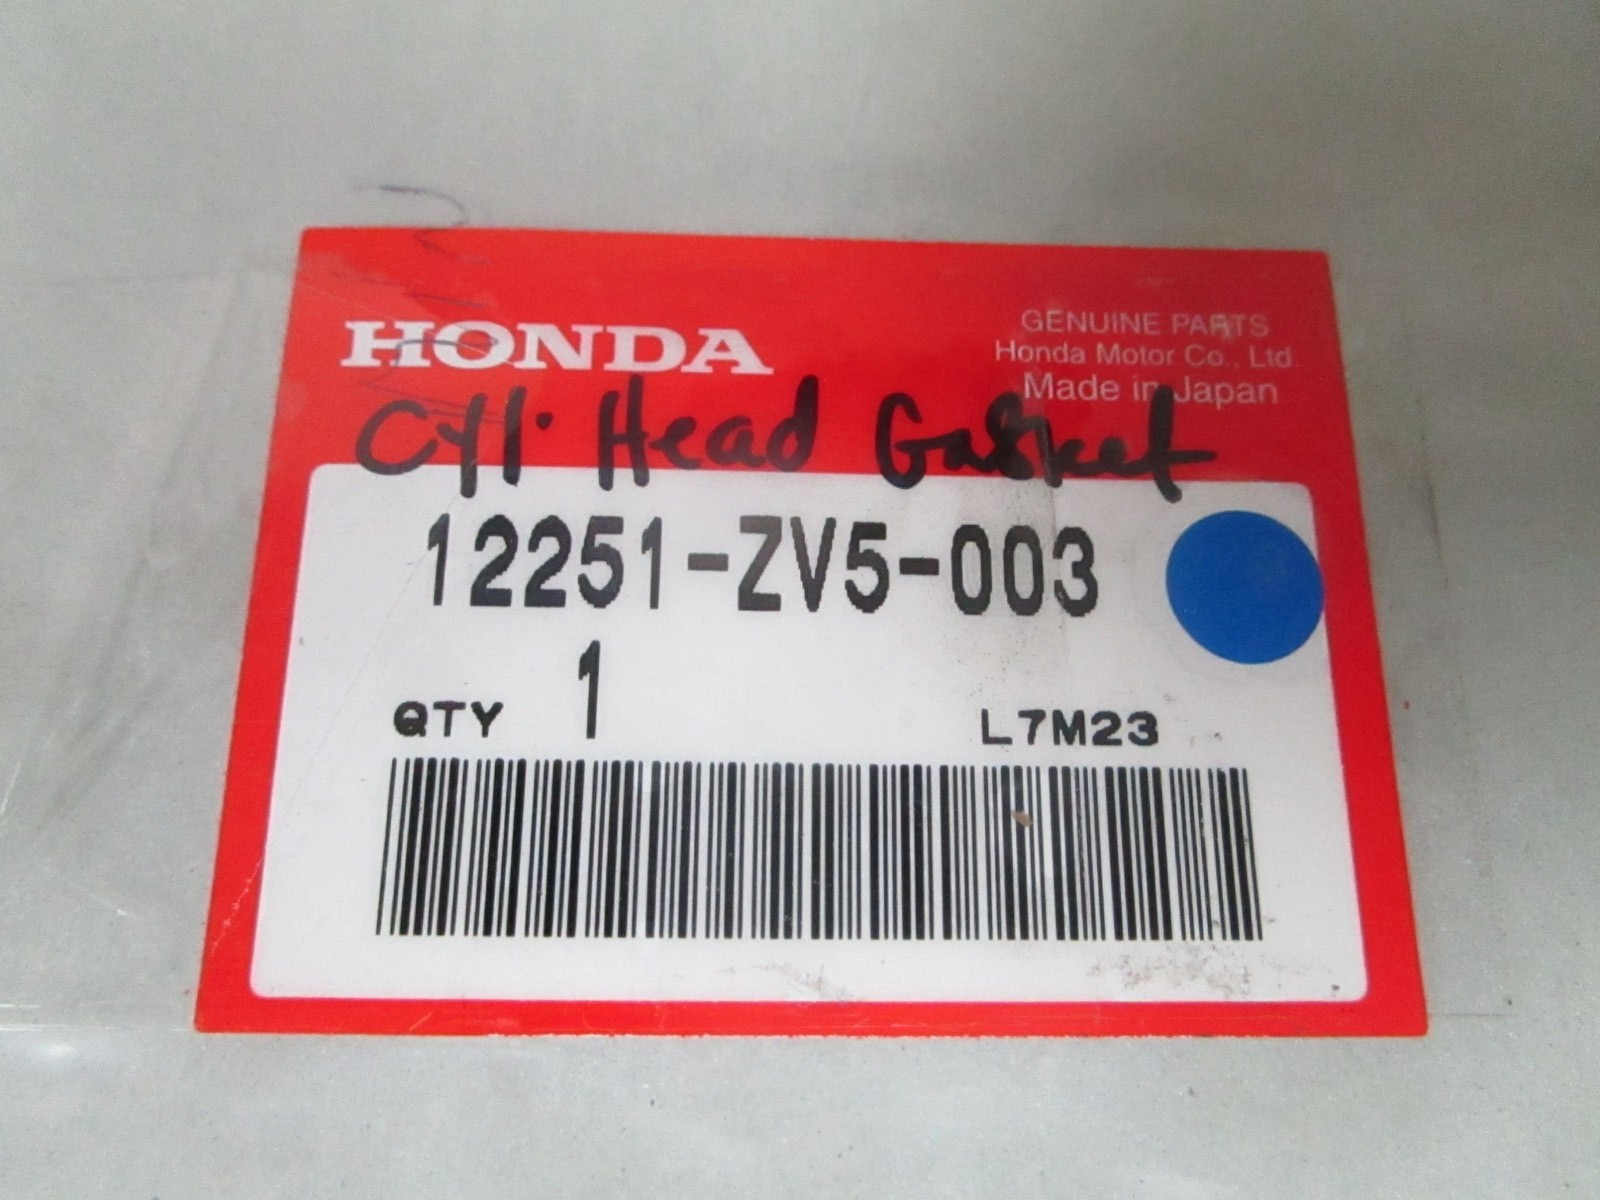 HONDA
GENUINE PARTS
Honda Motor Co., Ltd.
Made in Japan
Cyl. Head Gasket
12251-ZV5-003
QTY 1
L7M23